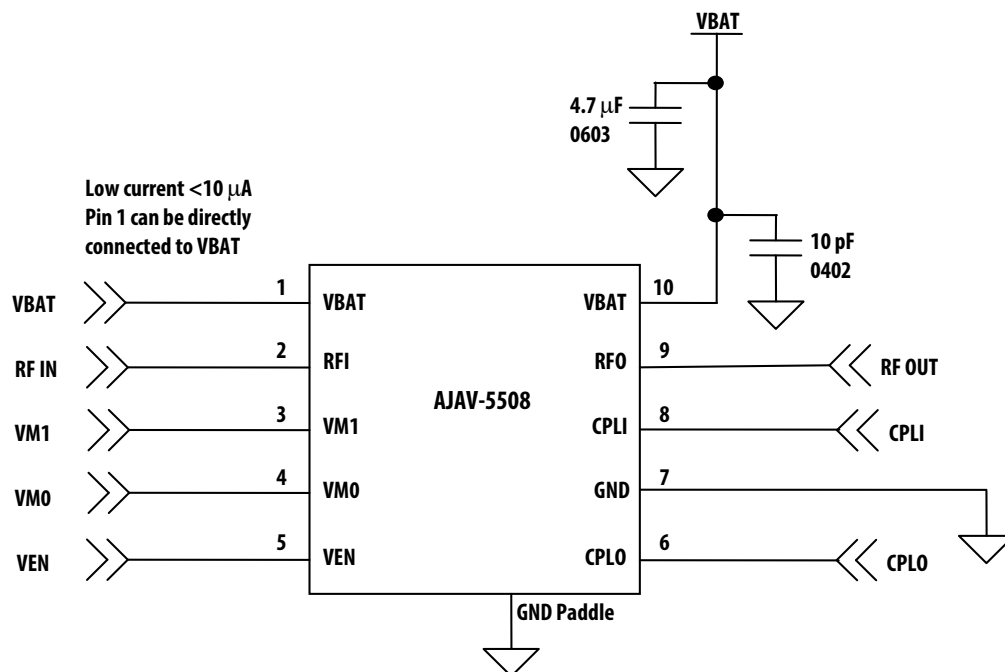 VBAT
4.7 μF
0603
Low current <10 μA
Pin 1 can be directly
connected to VBAT
10 pF
0402
VBAT
1
VBAT
VBAT
10
RF IN
2
RFI
RFO
9
RF OUT
AJAV-5508
VM1
3
VM1
CPLI
8
CPLI
VM0
4
VM0
GND
7
VEN
5
VEN
CPLO
6
CPLO
GND Paddle